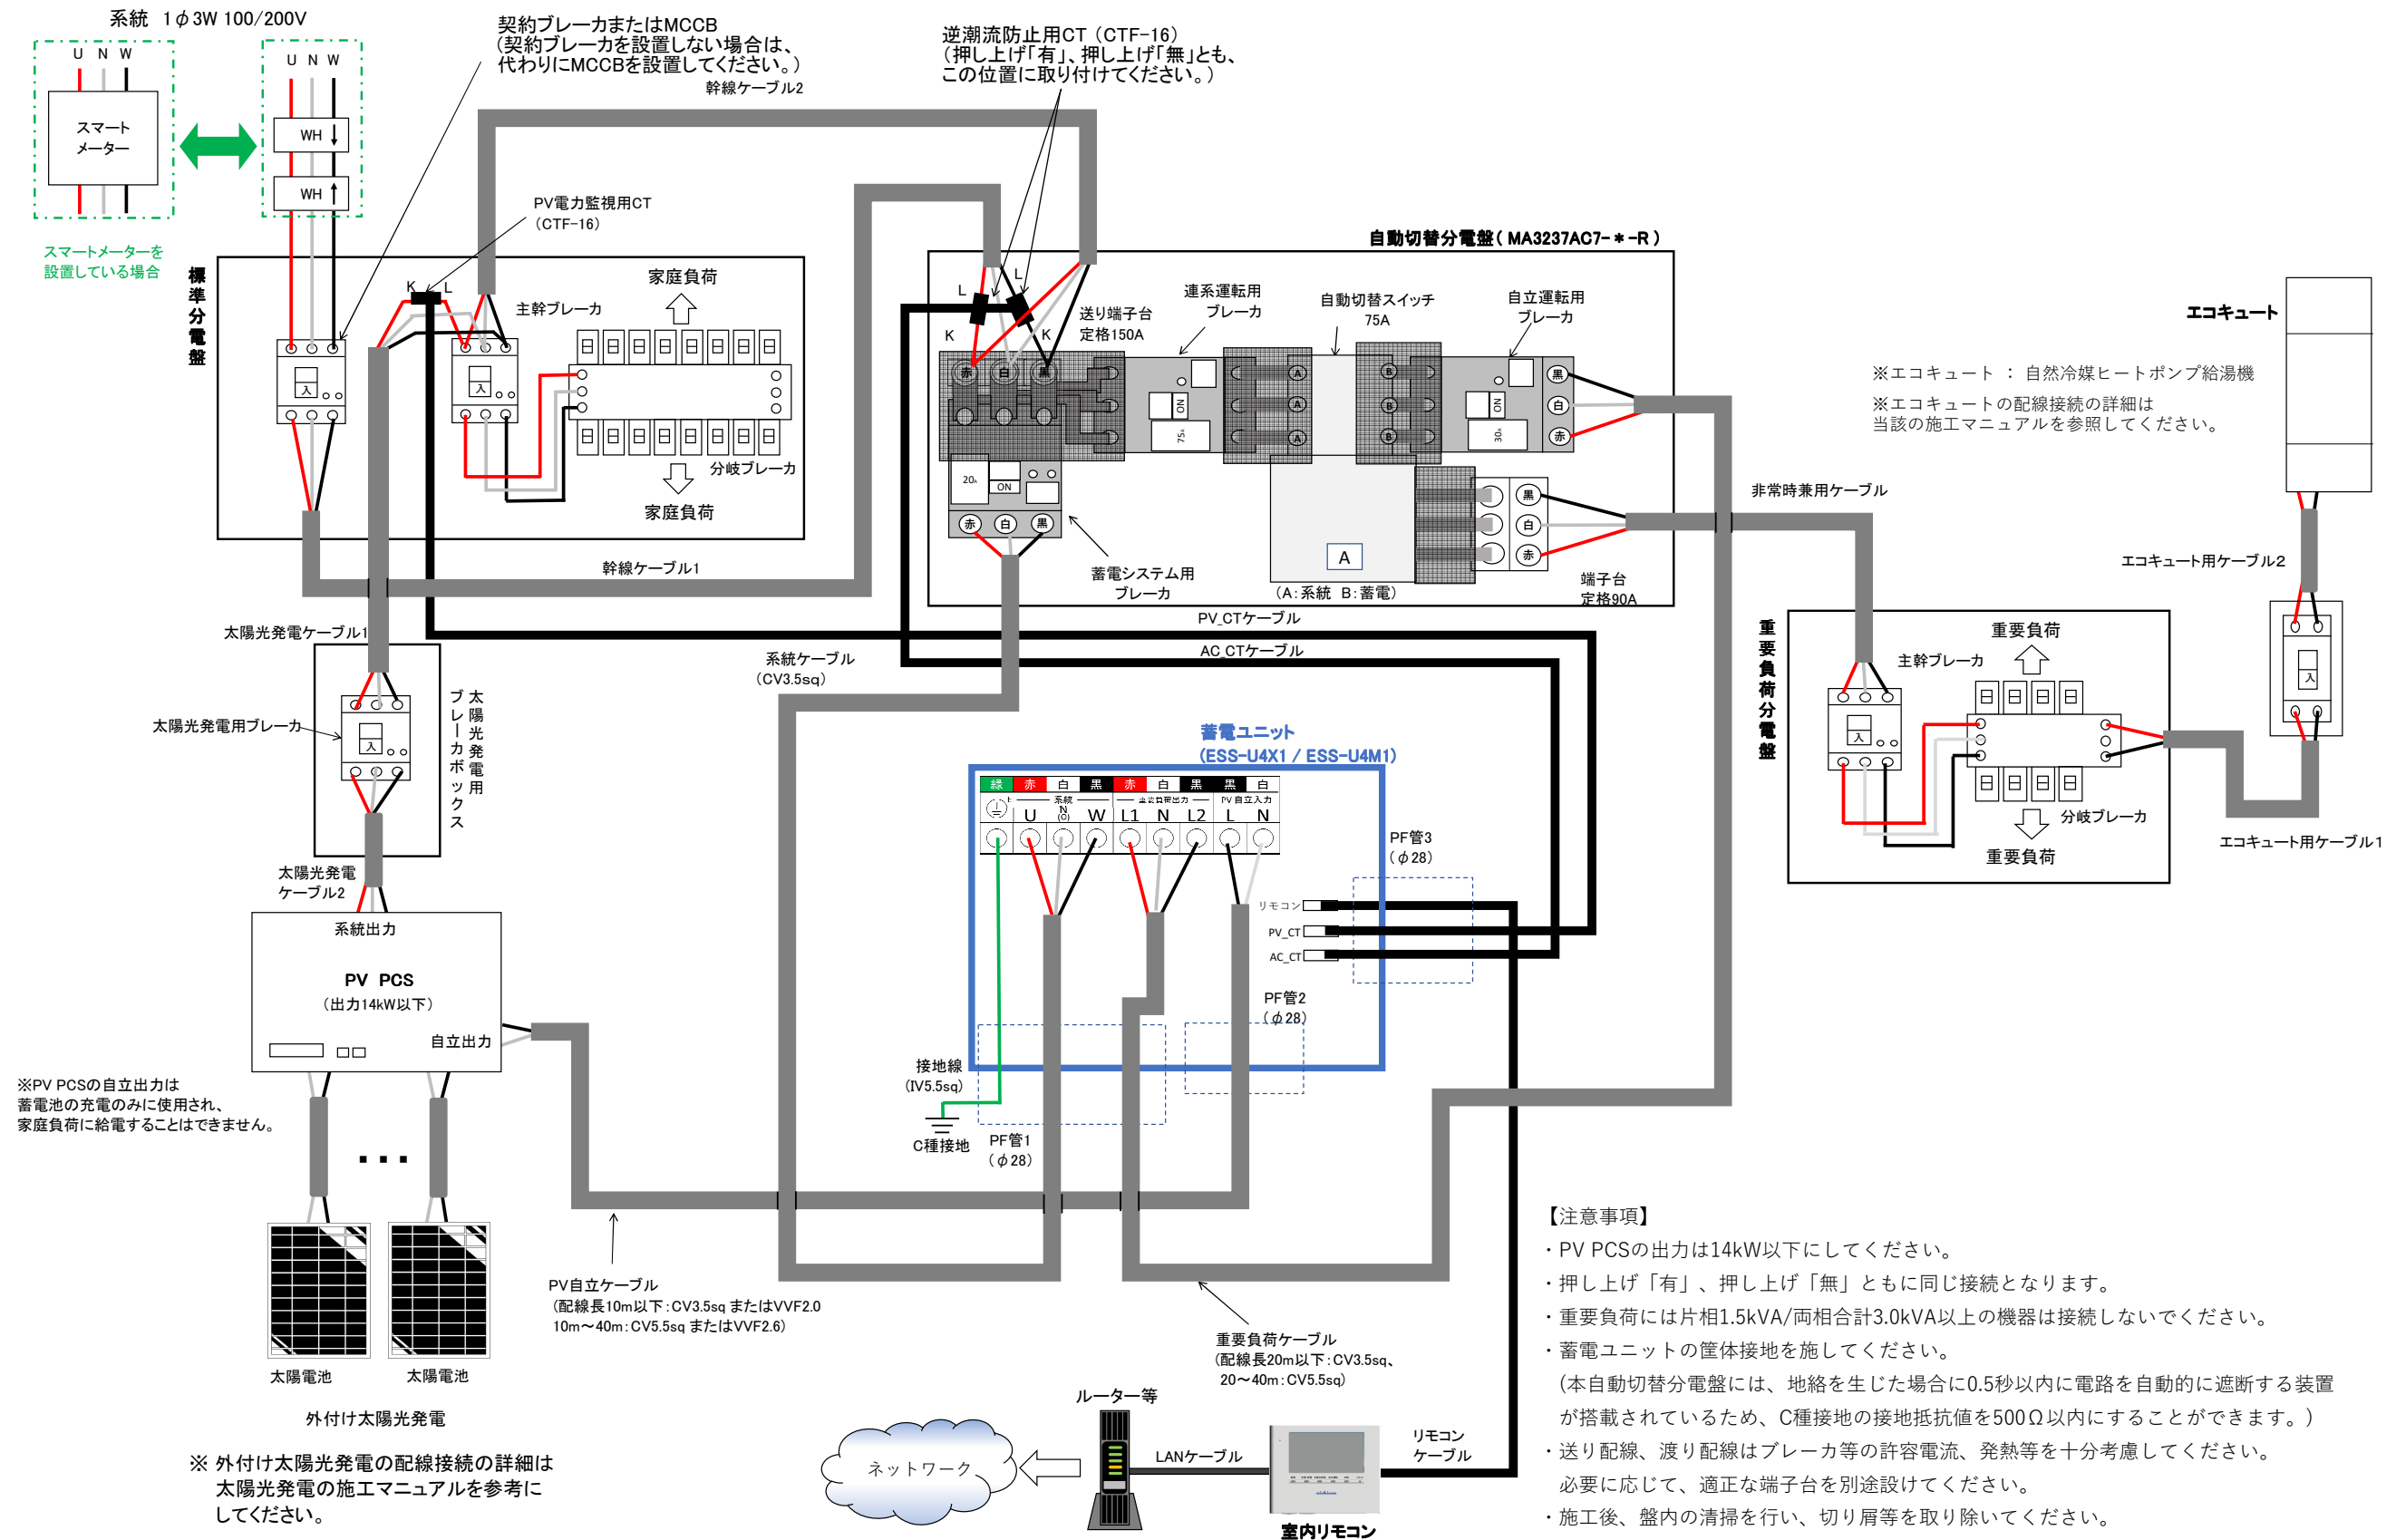 系統 1φ3W 100/200V
U N W
スマート
メーター
U N W
WH ↓
WH ↑
スマートメーターを
設置している場合
契約ブレーカまたはMCCB
(契約ブレーカを設置しない場合は、
代わりにMCCBを設置してください。)
幹線ケーブル2
逆潮流防止用CT (CTF-16)
(押し上げ「有」、押し上げ「無」とも、
この位置に取り付けてください。)
PV電力監視用CT
(CTF-16)
標準分電盤
K L
主幹ブレーカ
家庭負荷
入
入
分岐ブレーカ
家庭負荷
幹線ケーブル1
自動切替分電盤( MA3237AC7-*-R )
L
L
K
K
送り端子台
定格150A
連系運転用
ブレーカ
自動切替スイッチ
75A
自立運転用
ブレーカ
赤 白 黒
ON
75A
A
A
A
B
B
B
ON
30A
黒
白
赤
20A
ON
赤 白 黒
A
黒
白
赤
蓄電システム用
ブレーカ
(A:系統 B:蓄電)
端子台
定格90A
PV_CTケーブル
AC_CTケーブル
系統ケーブル
(CV3.5sq)
非常時兼用ケーブル
エコキュート
※エコキュート : 自然冷媒ヒートポンプ給湯機
※エコキュートの配線接続の詳細は
当該の施工マニュアルを参照してください。
エコキュート用ケーブル2
入
エコキュート用ケーブル1
重要負荷分電盤
重要負荷
主幹ブレーカ
入
分岐ブレーカ
重要負荷
太陽光発電ケーブル1
太陽光発電用ブレーカ
入
太陽光発電用
ブレーカボックス
太陽光発電
ケーブル2
系統出力
PV PCS
(出力14kW以下)
自立出力
※PV PCSの自立出力は
蓄電池の充電のみに使用され、
家庭負荷に給電することはできません。
太陽電池
太陽電池
外付け太陽光発電
※ 外付け太陽光発電の配線接続の詳細は
太陽光発電の施工マニュアルを参考に
してください。
蓄電ユニット
(ESS-U4X1 / ESS-U4M1)
緑 赤 白 黒 赤 白 黒 黒 白
E 系統 重要負荷出力 PV 自立入力
U N(O) W L1 N L2 L N
リモコン
PV_CT
AC_CT
PF管3
(φ28)
PF管2
(φ28)
接地線
(IV5.5sq)
C種接地
PF管1
(φ28)
PV自立ケーブル
(配線長10m以下:CV3.5sq またはVVF2.0
10m～40m:CV5.5sq またはVVF2.6)
重要負荷ケーブル
(配線長20m以下:CV3.5sq、
20～40m:CV5.5sq)
ルーター等
ネットワーク
LANケーブル
リモコン
ケーブル
室内リモコン
【注意事項】
・PV PCSの出力は14kW以下にしてください。
・押し上げ「有」、押し上げ「無」ともに同じ接続となります。
・重要負荷には片相1.5kVA/両相合計3.0kVA以上の機器は接続しないでください。
・蓄電ユニットの筐体接地を施してください。
(本自動切替分電盤には、地絡を生じた場合に0.5秒以内に電路を自動的に遮断する装置
が搭載されているため、C種接地の接地抵抗値を500Ω以内にすることができます。)
・送り配線、渡り配線はブレーカ等の許容電流、発熱等を十分考慮してください。
必要に応じて、適正な端子台を別途設けてください。
・施工後、盤内の清掃を行い、切り屑等を取り除いてください。